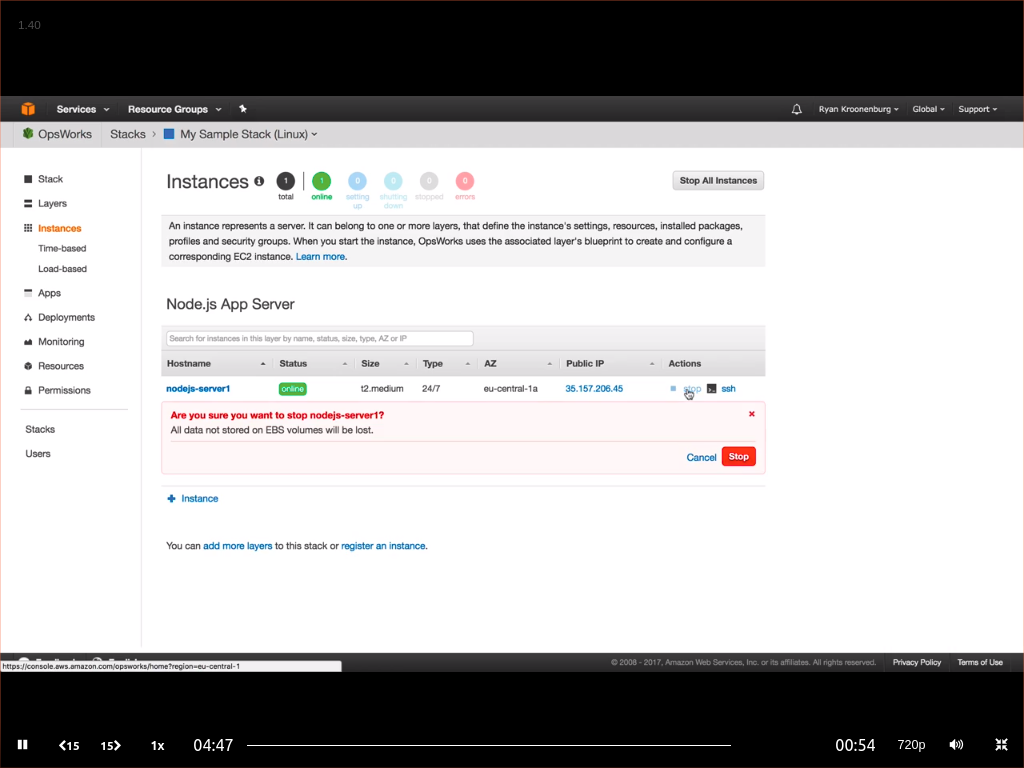 1.40
Services
Resource Groups
Ryan Kroonenburg
Global
Support
OpsWorks
Stacks
My Sample Stack (Linux)
Stack
Layers
Instances
Time-based
Load-based
Apps
Deployments
Monitoring
Resources
Permissions
Stacks
Users
Instances
1
total
1
online
0
setting
up
0
shutting
down
0
stopped
0
errors
Stop All Instances
An instance represents a server. It can belong to one or more layers, that define the instance's settings, resources, installed packages,
profiles and security groups. When you start the instance, OpsWorks uses the associated layer's blueprint to create and configure a
corresponding EC2 instance. Learn more.
Node.js App Server
Search for instances in this layer by name, status, size, type, AZ or IP
Hostname Status Size Type AZ Public IP Actions
nodejs-server1 online t2.medium 24/7 eu-central-1a 35.157.206.45 stop ssh
Are you sure you want to stop nodejs-server1?
All data not stored on EBS volumes will be lost.
Cancel Stop
Instance
You can add more layers to this stack or register an instance.
https://console.aws.amazon.com/opsworks/home?region=eu-central-1
© 2008 - 2017, Amazon Web Services, Inc. or its affiliates. All rights reserved. Privacy Policy Terms of Use
15 15 1x 04:47 00:54 720p